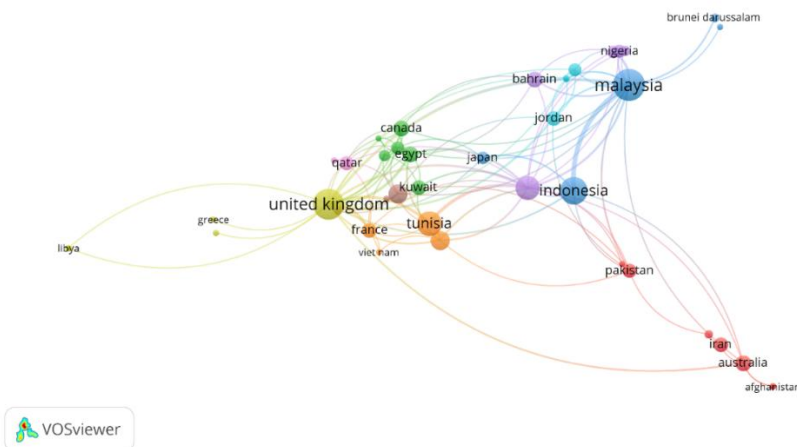 brunei darussalam
nigeria
bahrain
malaysia
jordan
canada
egypt
japan
qatar
kuwait
indonesia
united kingdom
greece
tunisia
france
libya
viet nam
pakistan
iran
australia
afghanistan
VOSviewer